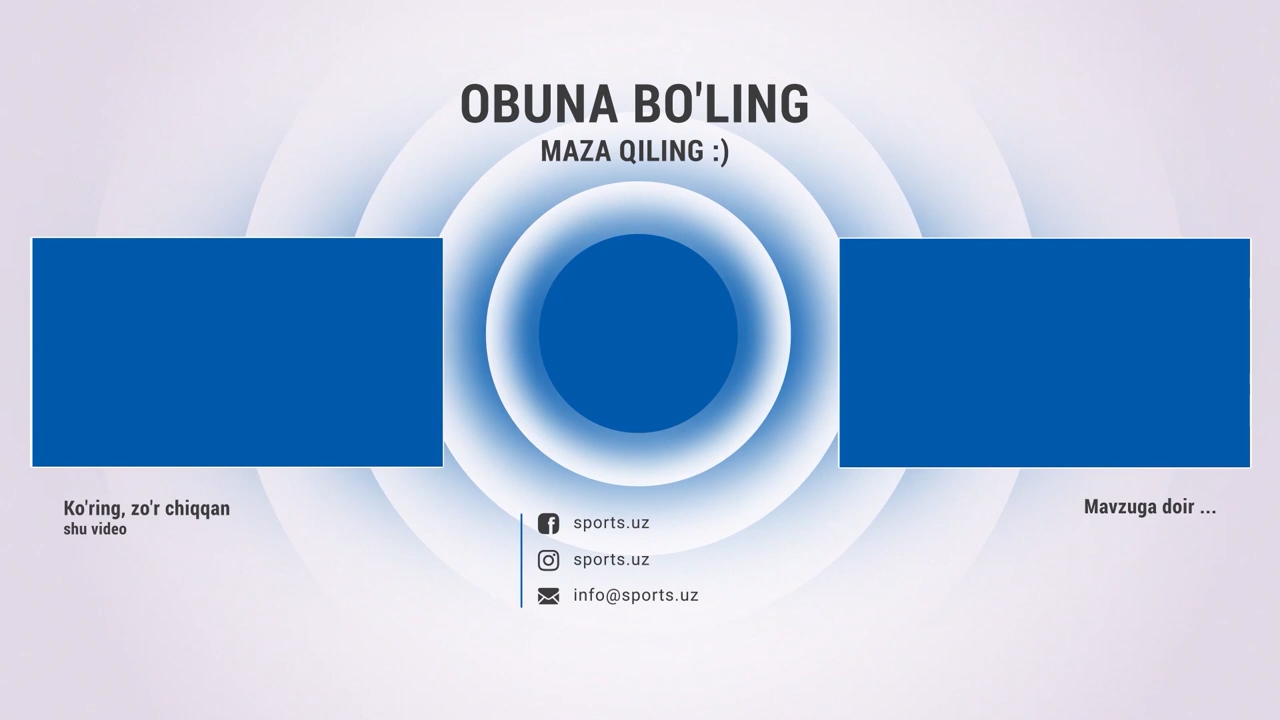 OBUNA BO'LING
MAZA QILING :)
Ko'ring, zo'r chiqqan
shu video
Mavzuga doir ...
sports.uz
sports.uz
info@sports.uz